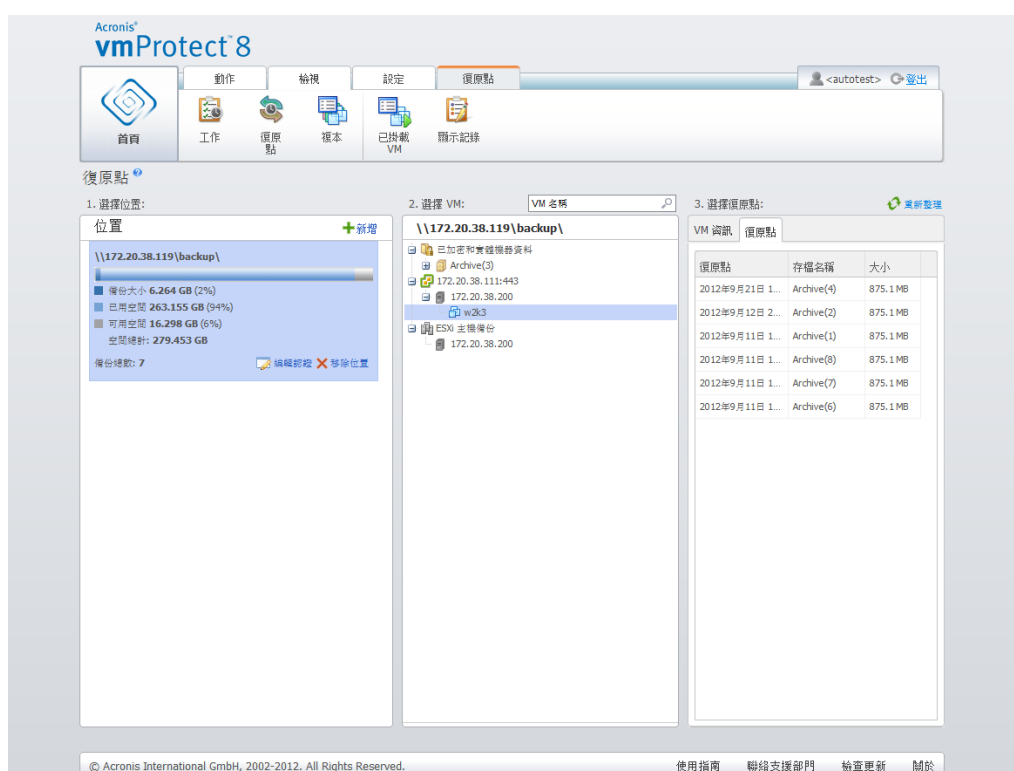 Acronis®
vmProtect™8
動作 檢視 設定 復原點
<autotest> 登出
首頁
工作
復原點
複本
已掛載 VM
顯示記錄
復原點 ?
1. 選擇位置:
位置
新增
\\172.20.38.119\backup\
備份大小 6.264 GB (2%)
已用空間 263.155 GB (94%)
可用空間 16.298 GB (6%)
空間總計: 279.453 GB
備份總數: 7
編輯認證 移除位置
2. 選擇 VM:
VM 名稱
\\172.20.38.119\backup\
已加密和實體機器資料
Archive(3)
172.20.38.111:443
172.20.38.200
w2k3
ESXi 主機備份
172.20.38.200
3. 選擇復原點:
重新整理
VM 資訊 復原點
復原點 存檔名稱 大小
2012年9月21日 1... Archive(4) 875.1 MB
2012年9月12日 2... Archive(2) 875.1 MB
2012年9月11日 1... Archive(1) 875.1 MB
2012年9月11日 1... Archive(8) 875.1 MB
2012年9月11日 1... Archive(7) 875.1 MB
2012年9月11日 1... Archive(6) 875.1 MB
© Acronis International GmbH, 2002-2012. All Rights Reserved.
使用指南 聯絡支援部門 檢查更新 關於